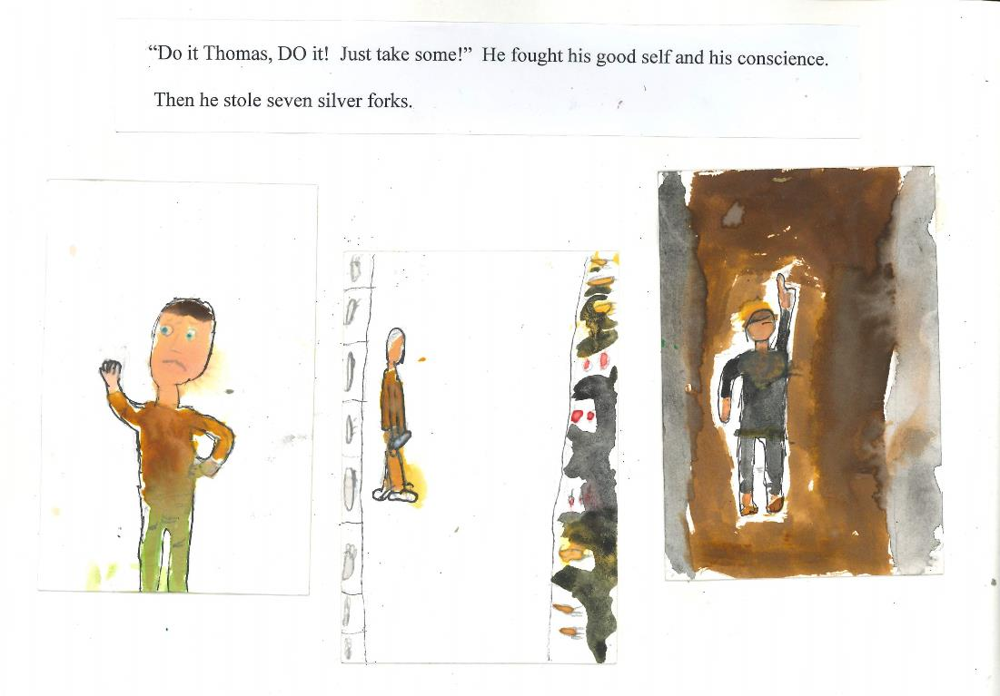 “Do it Thomas, DO it!  Just take some!”  He fought his good self and his conscience.
Then he stole seven silver forks.